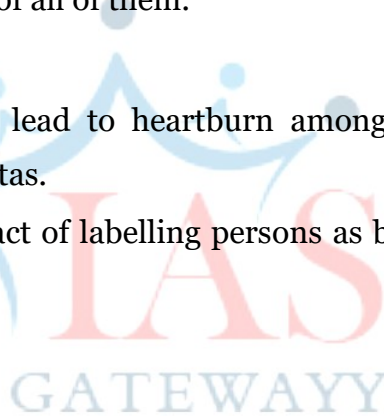 of all of them.
lead to heartburn among
tas.
act of labelling persons as b
IAS
GATEWAYY